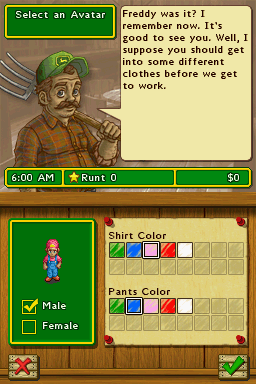 Select an Avatar
Freddy was it? I
remember now. It's
good to see you. Well, I
suppose you should get
into some different
clothes before we get
to work.
6:00 AM
Runt 0
$0
Shirt Color
Male
Female
Pants Color